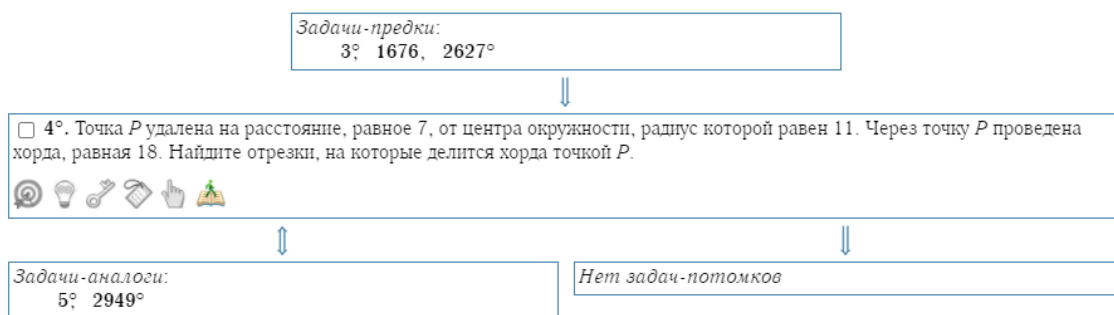 Задачи-предки:
3°, 1676, 2627°
4°. Точка P удалена на расстояние, равное 7, от центра окружности, радиус которой равен 11. Через точку P проведена
хорда, равная 18. Найдите отрезки, на которые делится хорда точкой P.
Задачи-аналоги:
5°, 2949°
Нет задач-потомков